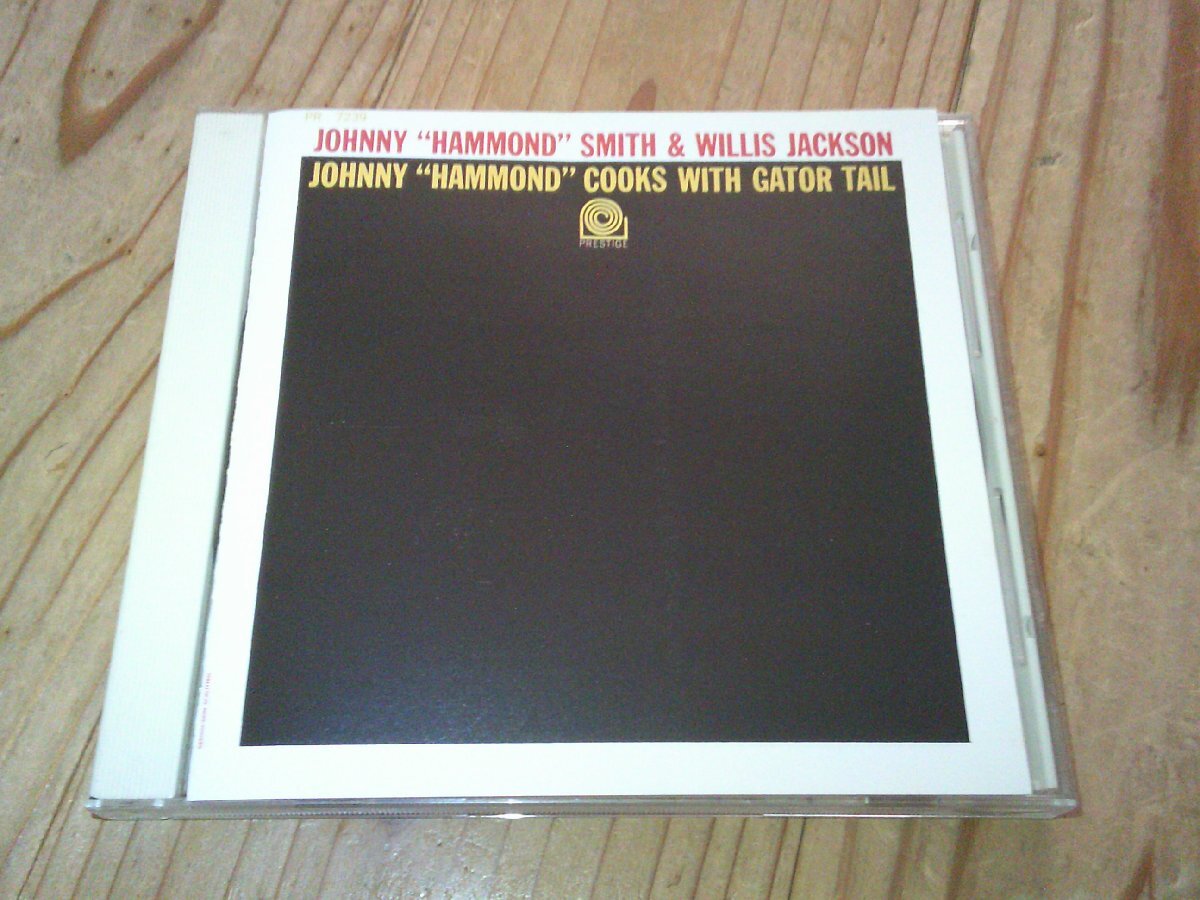 PR 7239
JOHNNY “HAMMOND” SMITH & WILLIS JACKSON
JOHNNY “HAMMOND” COOKS WITH GATOR TAIL
PRESTIGE